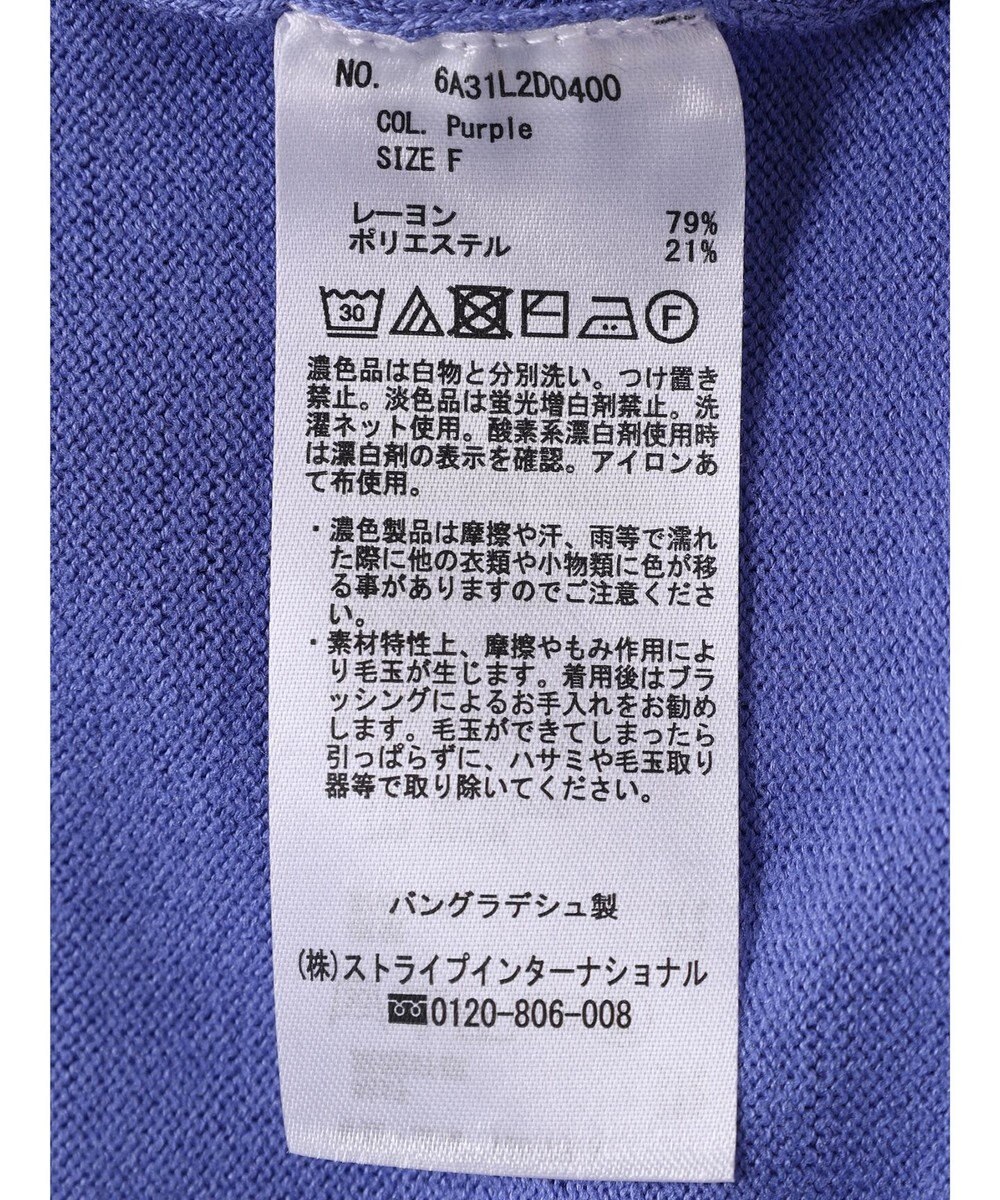 NO. 6A31L2D0400
COL. Purple
SIZE F
レーヨン 79%
ポリエステル 21%
30 F
濃色品は白物と分別洗い。つけ置き
禁止。淡色品は蛍光増白剤禁止。洗
濯ネット使用。酸素系漂白剤使用時
は漂白剤の表示を確認。アイロンあ
て布使用。
・濃色製品は摩擦や汗、雨等で濡れ
た際に他の衣類や小物類に色が移
る事がありますのでご注意くださ
い。
・素材特性上、摩擦やもみ作用によ
り毛玉が生じます。着用後はブラ
ッシングによるお手入れをお勧め
します。毛玉ができてしまったら
引っぱらずに、ハサミや毛玉取り
器等で取り除いてください。
バングラデシュ製
(株)ストライプインターナショナル
0120-806-008